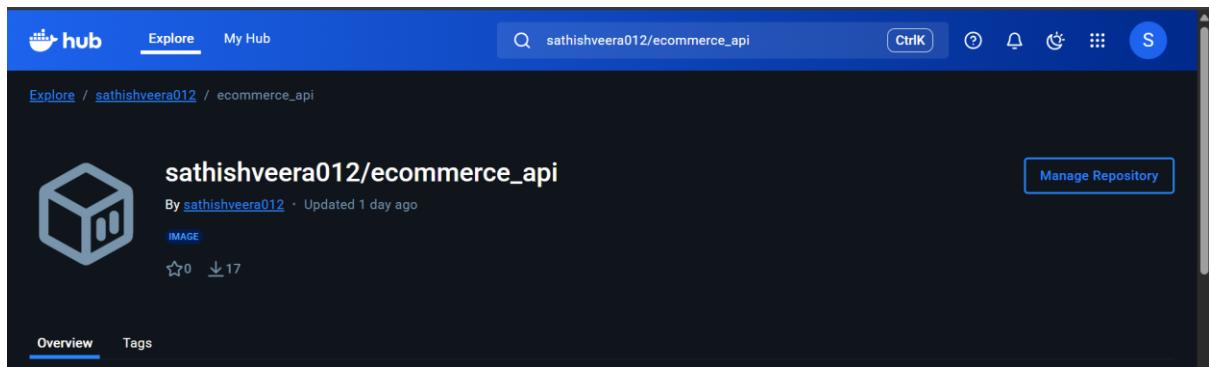 hub Explore My Hub sathishveera012/ecommerce_api CtrlK ? S
Explore / sathishveera012 / ecommerce_api
sathishveera012/ecommerce_api
Manage Repository
By sathishveera012 · Updated 1 day ago
IMAGE
0 17
Overview Tags